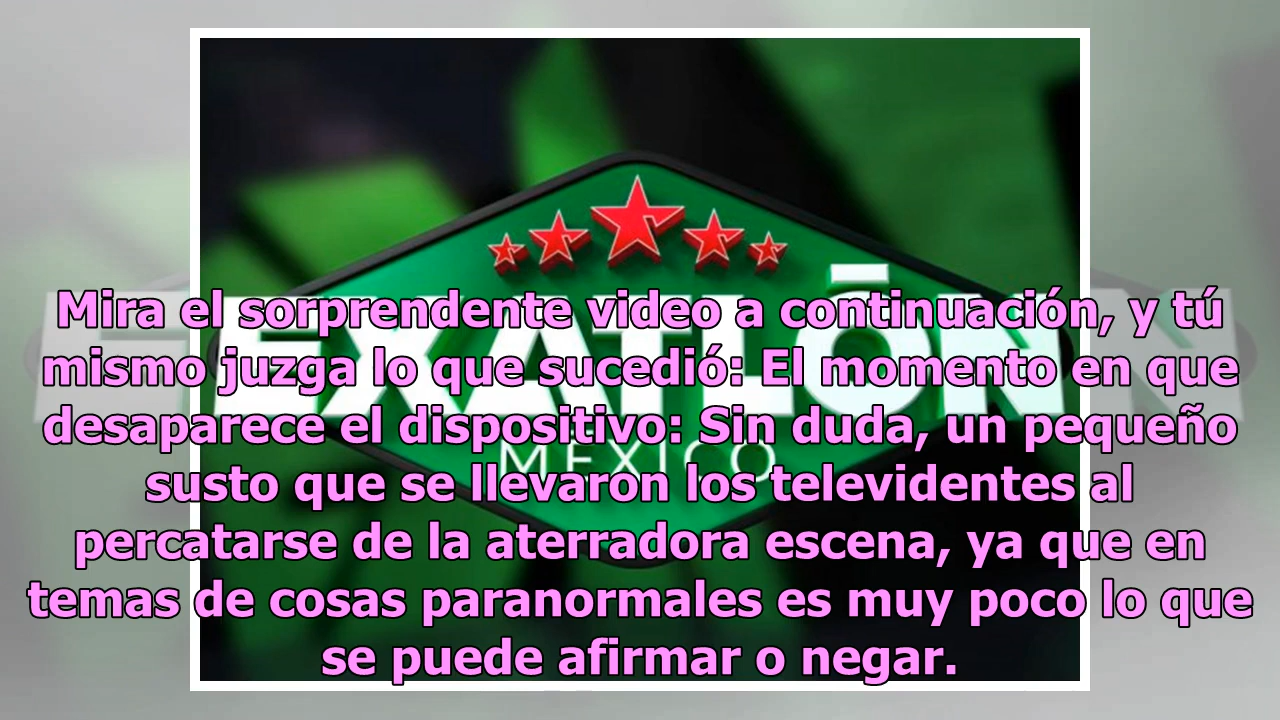 Mira el sorprendente video a continuación, y tú
mismo juzga lo que sucedió: El momento en que
desaparece el dispositivo: Sin duda, un pequeño
susto que se llevaron los televidentes al
percatarse de la aterradora escena, ya que en
temas de cosas paranormales es muy poco lo que
se puede afirmar o negar.
EXATLÓN
MÉXICO